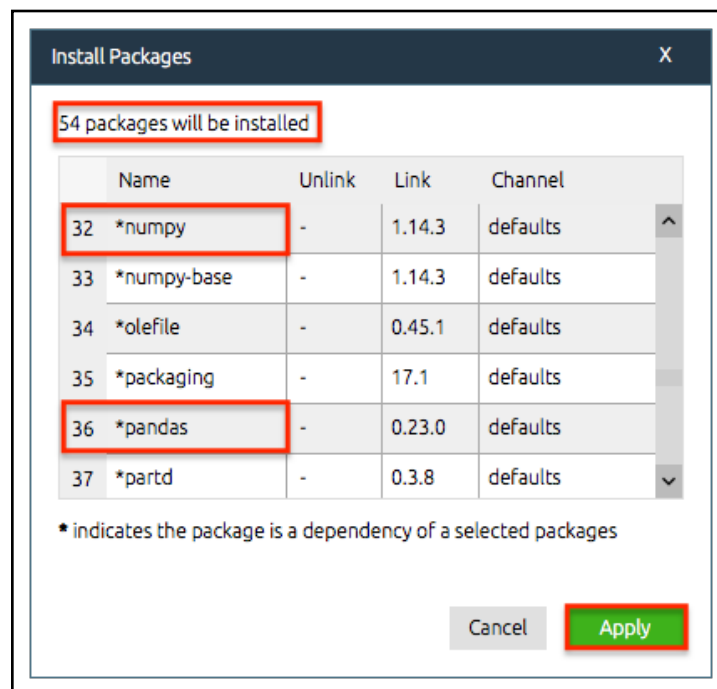 Install Packages X
54 packages will be installed
Name Unlink Link Channel
32 *numpy - 1.14.3 defaults
33 *numpy-base - 1.14.3 defaults
34 *olefile - 0.45.1 defaults
35 *packaging - 17.1 defaults
36 *pandas - 0.23.0 defaults
37 *partd - 0.3.8 defaults
* indicates the package is a dependency of a selected packages
Cancel Apply